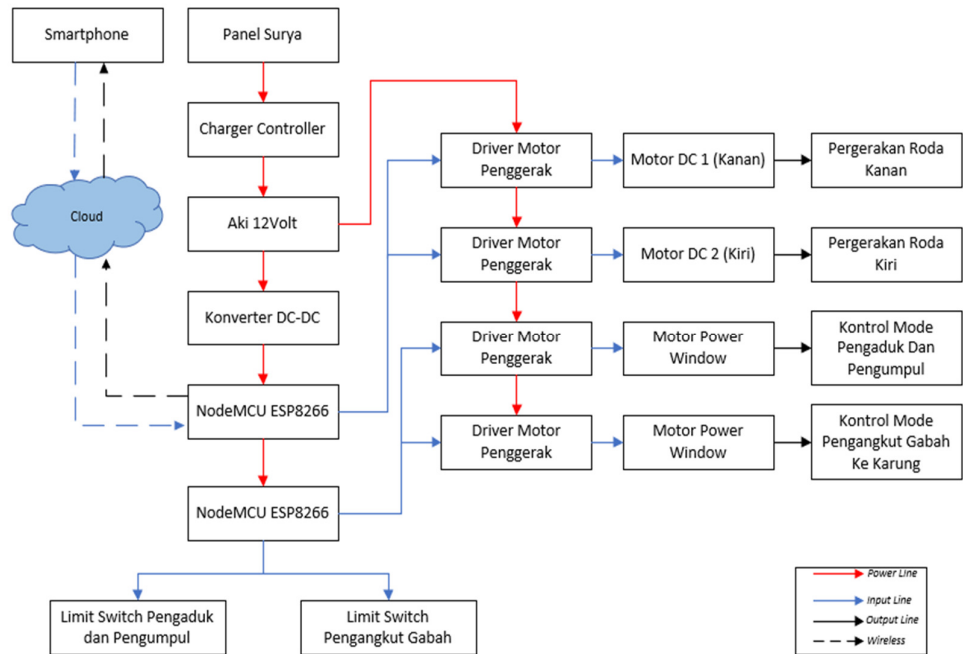 Smartphone
Panel Surya
Charger Controller
Aki 12Volt
Konverter DC-DC
NodeMCU ESP8266
NodeMCU ESP8266
Cloud
Limit Switch Pengaduk
dan Pengumpul
Limit Switch
Pengangkut Gabah
Driver Motor
Penggerak
Motor DC 1 (Kanan)
Pergerakan Roda
Kanan
Driver Motor
Penggerak
Motor DC 2 (Kiri)
Pergerakan Roda
Kiri
Driver Motor
Penggerak
Motor Power
Window
Kontrol Mode
Pengaduk Dan
Pengumpul
Driver Motor
Penggerak
Motor Power
Window
Kontrol Mode
Pengangkut Gabah
Ke Karung
Power Line
Input Line
Output Line
Wireless